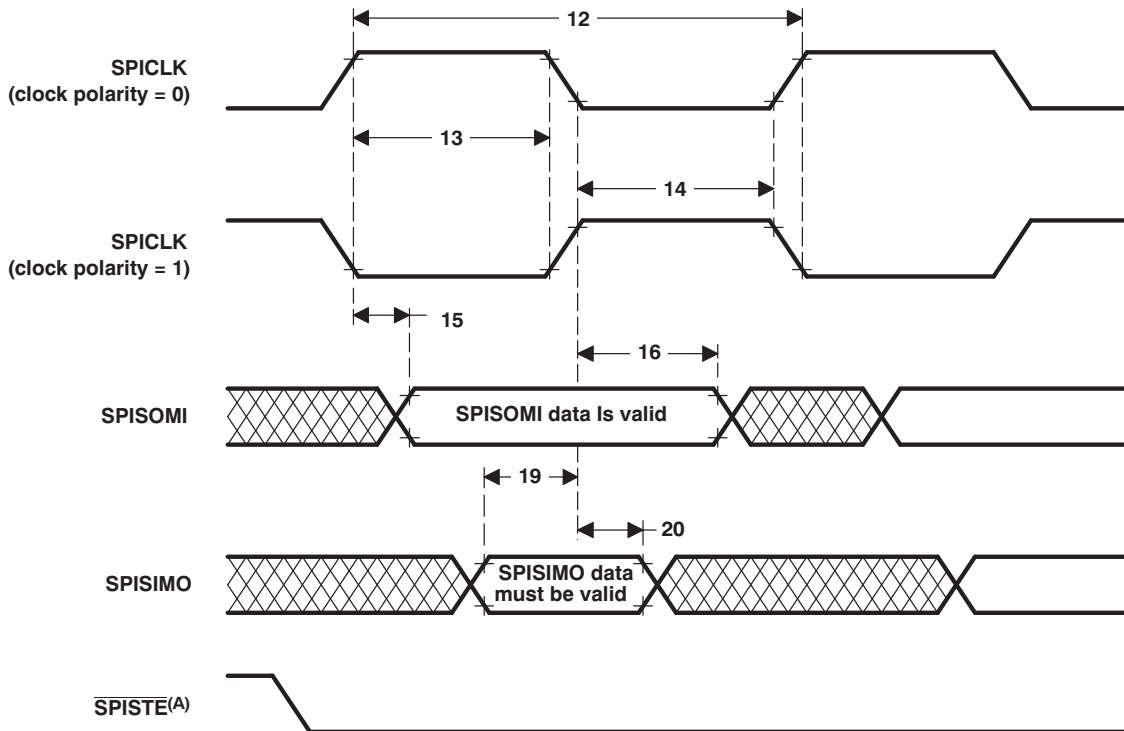 12
SPICLK
(clock polarity = 0)
13
14
SPICLK
(clock polarity = 1)
15
16
SPISOMI
SPISOMI data Is valid
19
20
SPISIMO
SPISIMO data
must be valid
SPISTE(A)